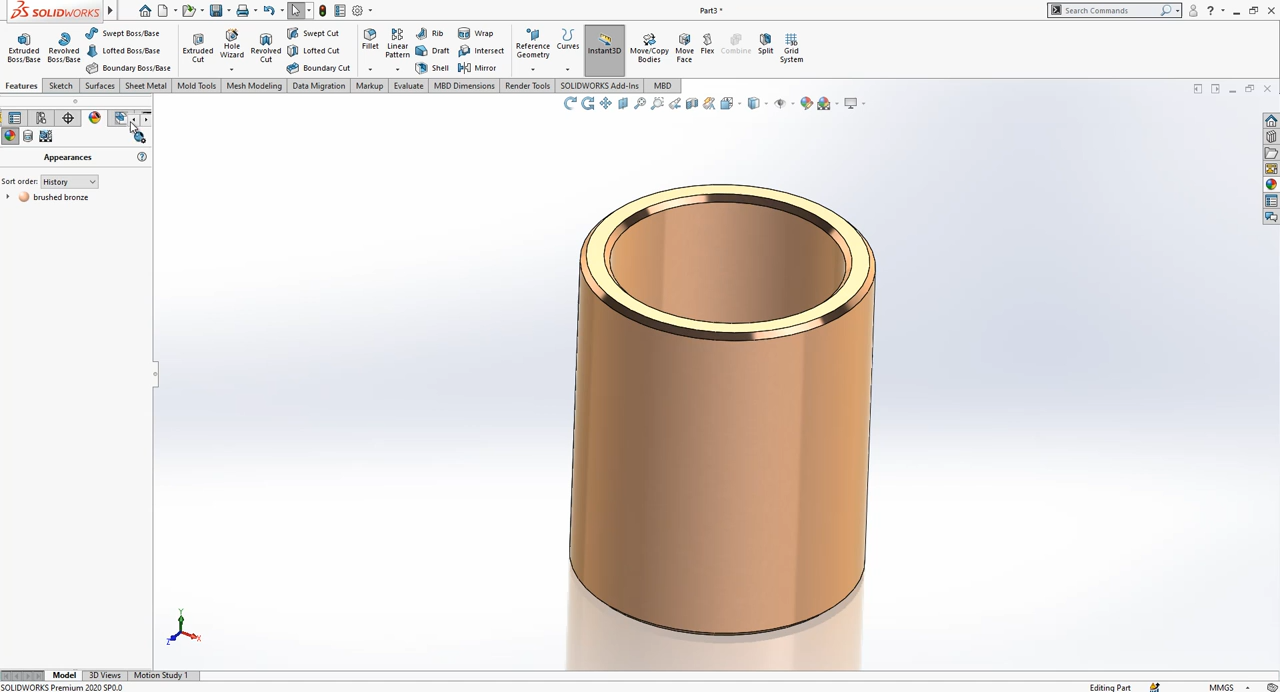 SOLIDWORKS
Part3 *
Search Commands
?
Extruded Boss/Base
Revolved Boss/Base
Swept Boss/Base
Lofted Boss/Base
Boundary Boss/Base
Extruded Cut
Hole Wizard
Revolved Cut
Swept Cut
Lofted Cut
Boundary Cut
Fillet
Linear Pattern
Rib
Draft
Shell
Wrap
Intersect
Mirror
Reference Geometry
Curves
Instant3D
Move/Copy Bodies
Move Face
Flex
Combine
Split
Grid System
Features
Sketch
Surfaces
Sheet Metal
Mold Tools
Mesh Modeling
Data Migration
Markup
Evaluate
MBD Dimensions
Render Tools
SOLIDWORKS Add-Ins
MBD
Appearances
?
Sort order: History
brushed bronze
Y
X
Z
Model
3D Views
Motion Study 1
SOLIDWORKS Premium 2020 SP0.0
Editing Part
MMGS